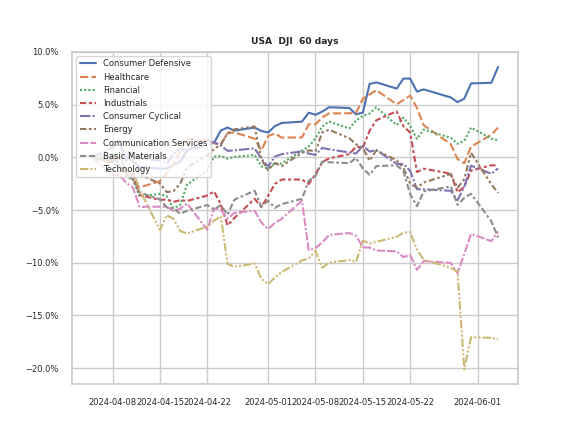 USA  DJI  60 days
10.0%
5.0%
0.0%
−5.0%
−10.0%
−15.0%
−20.0%
Consumer Defensive
Healthcare
Financial
Industrials
Consumer Cyclical
Energy
Communication Services
Basic Materials
Technology
2024-04-08 2024-04-15 2024-04-22 2024-05-01 2024-05-08 2024-05-15 2024-05-22 2024-06-01